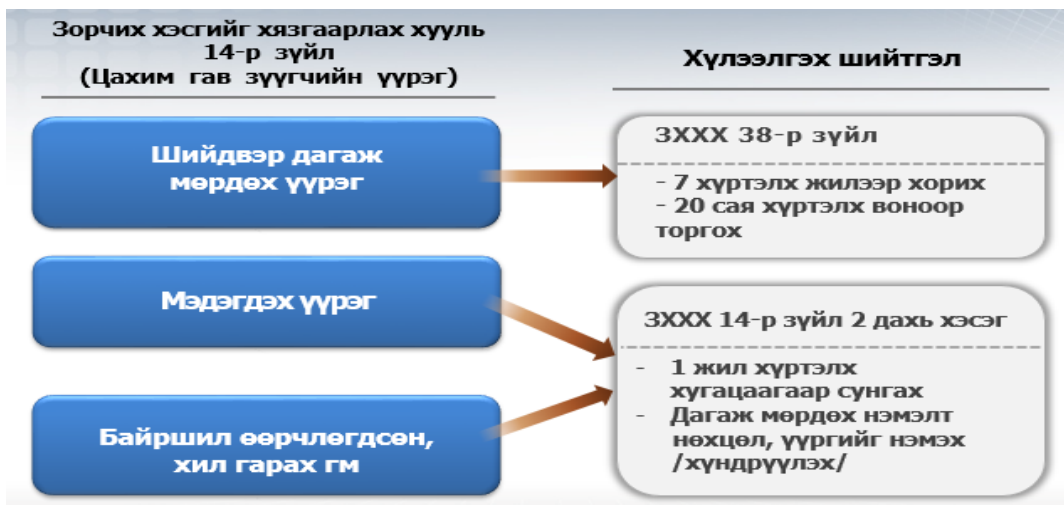 Зорчих хэсгийг хязгаарлах хууль
14-р зүйл
(Цахим гав зүүгчийн үүрэг)
Хүлээлгэх шийтгэл
Шийдвэр дагаж
мөрдөх үүрэг
ЗХХХ 38-р зүйл
- 7 хүртэлх жилээр хорих
- 20 сая хүртэлх воноор
торгох
Мэдэгдэх үүрэг
Байршил өөрчлөгдсөн,
хил гарах гм
ЗХХХ 14-р зүйл 2 дахь хэсэг
- 1 жил хүртэлх
хугацаагаар сунгах
- Дагаж мөрдөх нэмэлт
нөхцөл, үүргийг нэмэх
/хүндрүүлэх/